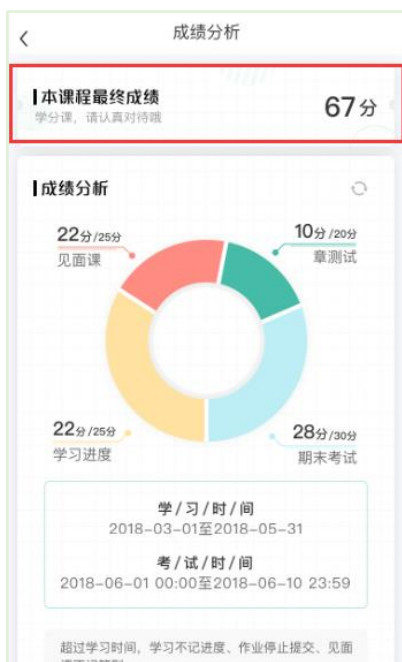 成绩分析
本课程最终成绩
67分
学分课，请认真对待哦
成绩分析
22分/25分
见面课
10分/20分
章测试
22分/25分
学习进度
28分/30分
期末考试
学/习/时/间
2018-03-01至2018-05-31
考/试/时/间
2018-06-01 00:00至2018-06-10 23:59
超过学习时间，学习不记进度、作业停止提交、见面